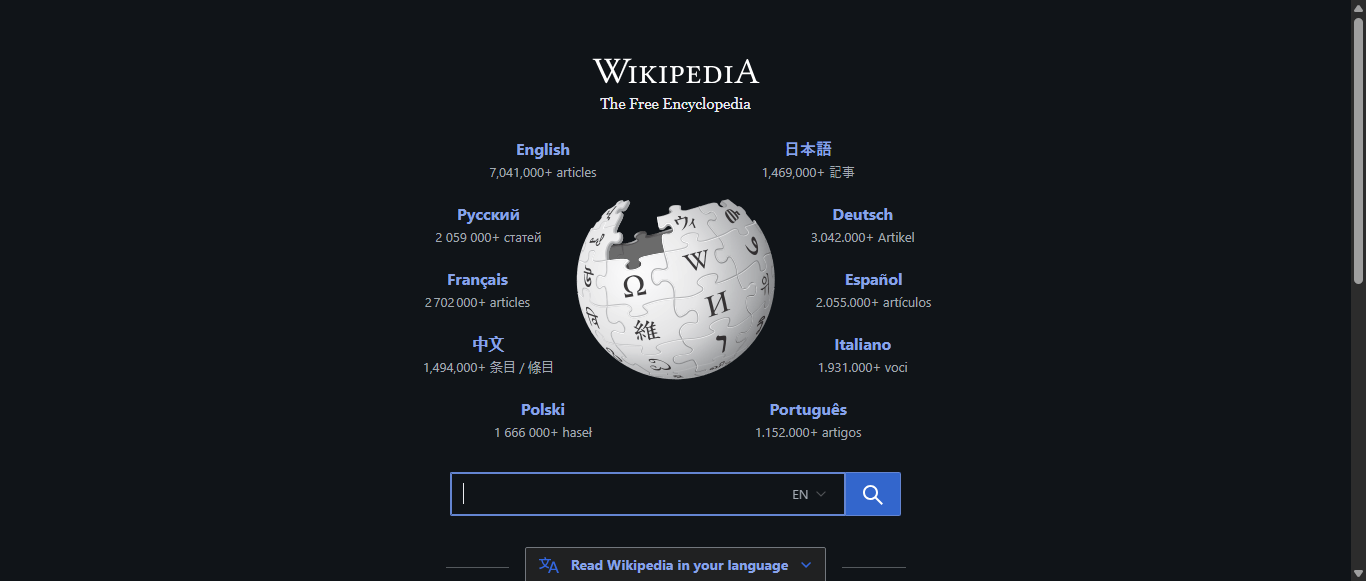 WIKIPEDIA
The Free Encyclopedia
English
7,041,000+ articles
日本語
1,469,000+ 記事
Русский
2 059 000+ статей
Deutsch
3.042.000+ Artikel
Français
2 702 000+ articles
Español
2.055.000+ artículos
中文
1,494,000+ 条目 / 條目
Italiano
1.931.000+ voci
Polski
1 666 000+ haseł
Português
1.152.000+ artigos
Ω
W
И
維
ウィ
EN
Read Wikipedia in your language